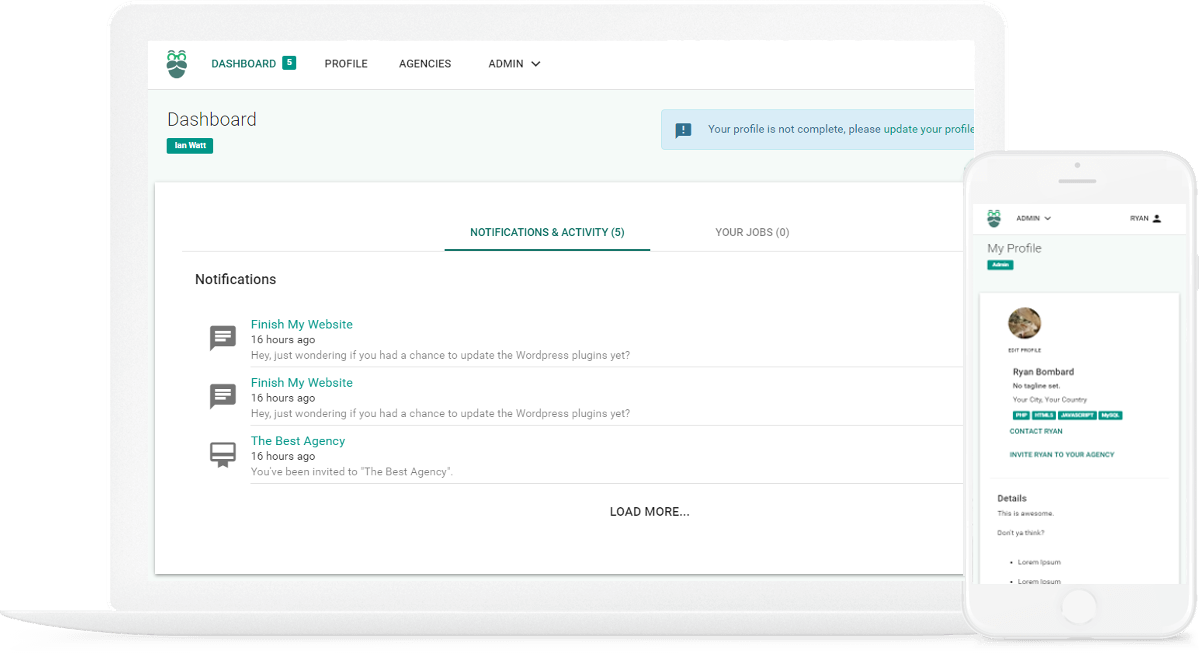 DASHBOARD 5 PROFILE AGENCIES ADMIN
Dashboard
Ian Watt
Your profile is not complete, please update your profile
NOTIFICATIONS & ACTIVITY (5) YOUR JOBS (0)
Notifications
Finish My Website
16 hours ago
Hey, just wondering if you had a chance to update the Wordpress plugins yet?
Finish My Website
16 hours ago
Hey, just wondering if you had a chance to update the Wordpress plugins yet?
The Best Agency
16 hours ago
You've been invited to "The Best Agency".
LOAD MORE...
ADMIN RYAN
My Profile
Admin
EDIT PROFILE
Ryan Bombard
No tagline set.
Your City, Your Country
PHP HTML5 JAVASCRIPT MySQL
CONTACT RYAN
INVITE RYAN TO YOUR AGENCY
Details
This is awesome.
Don't ya think?
• Lorem Ipsum
• Lorem Ipsum